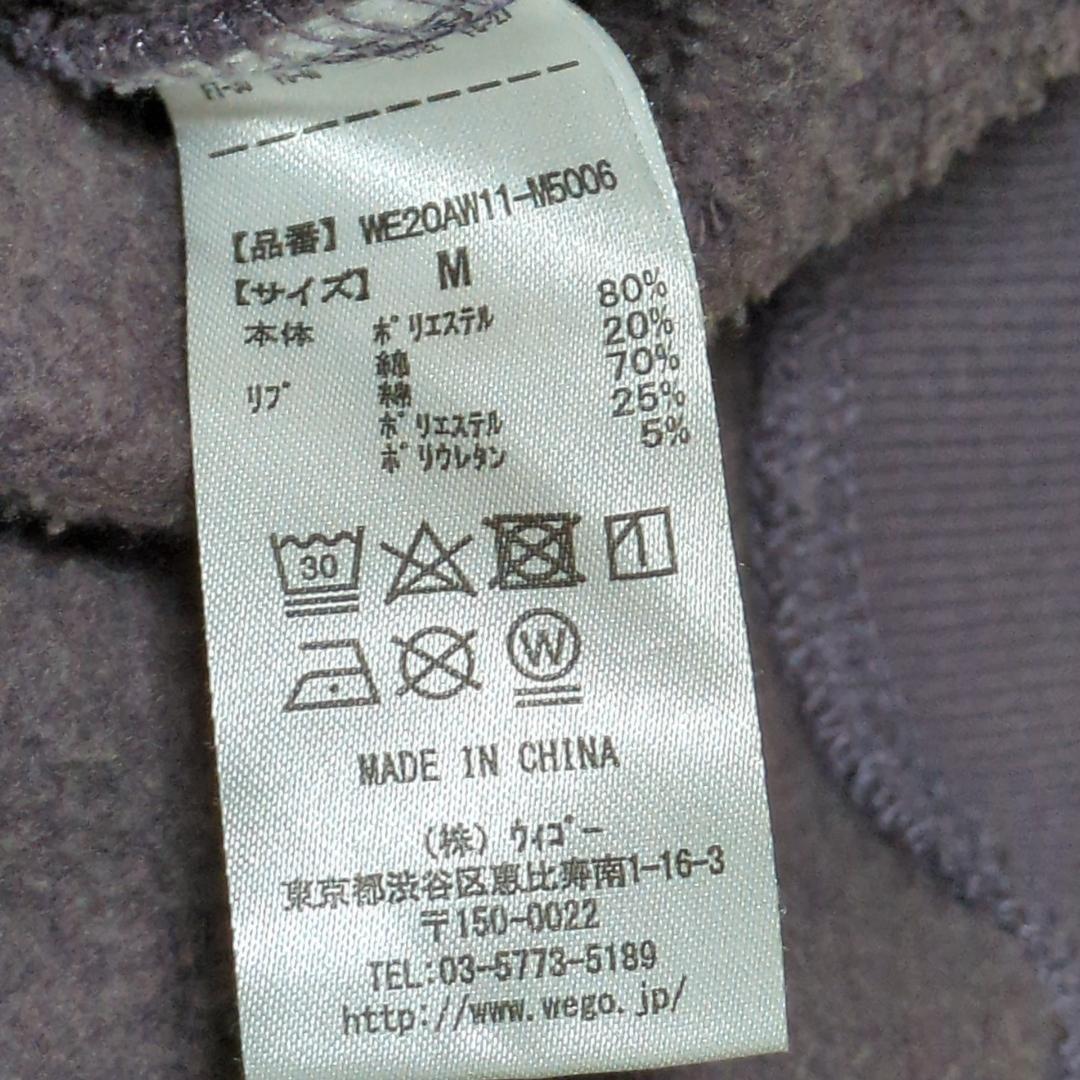 【品番】 WE20AW11-M5006
【サイズ】 M
本体 ポリエステル 80%
綿 20%
リブ 綿 70%
ポリエステル 25%
ポリウレタン 5%
30
1
W
MADE IN CHINA
(株) ウィゴー
東京都渋谷区恵比寿南1-16-3
〒150-0022
TEL:03-5773-5189
http://www.wego.jp/